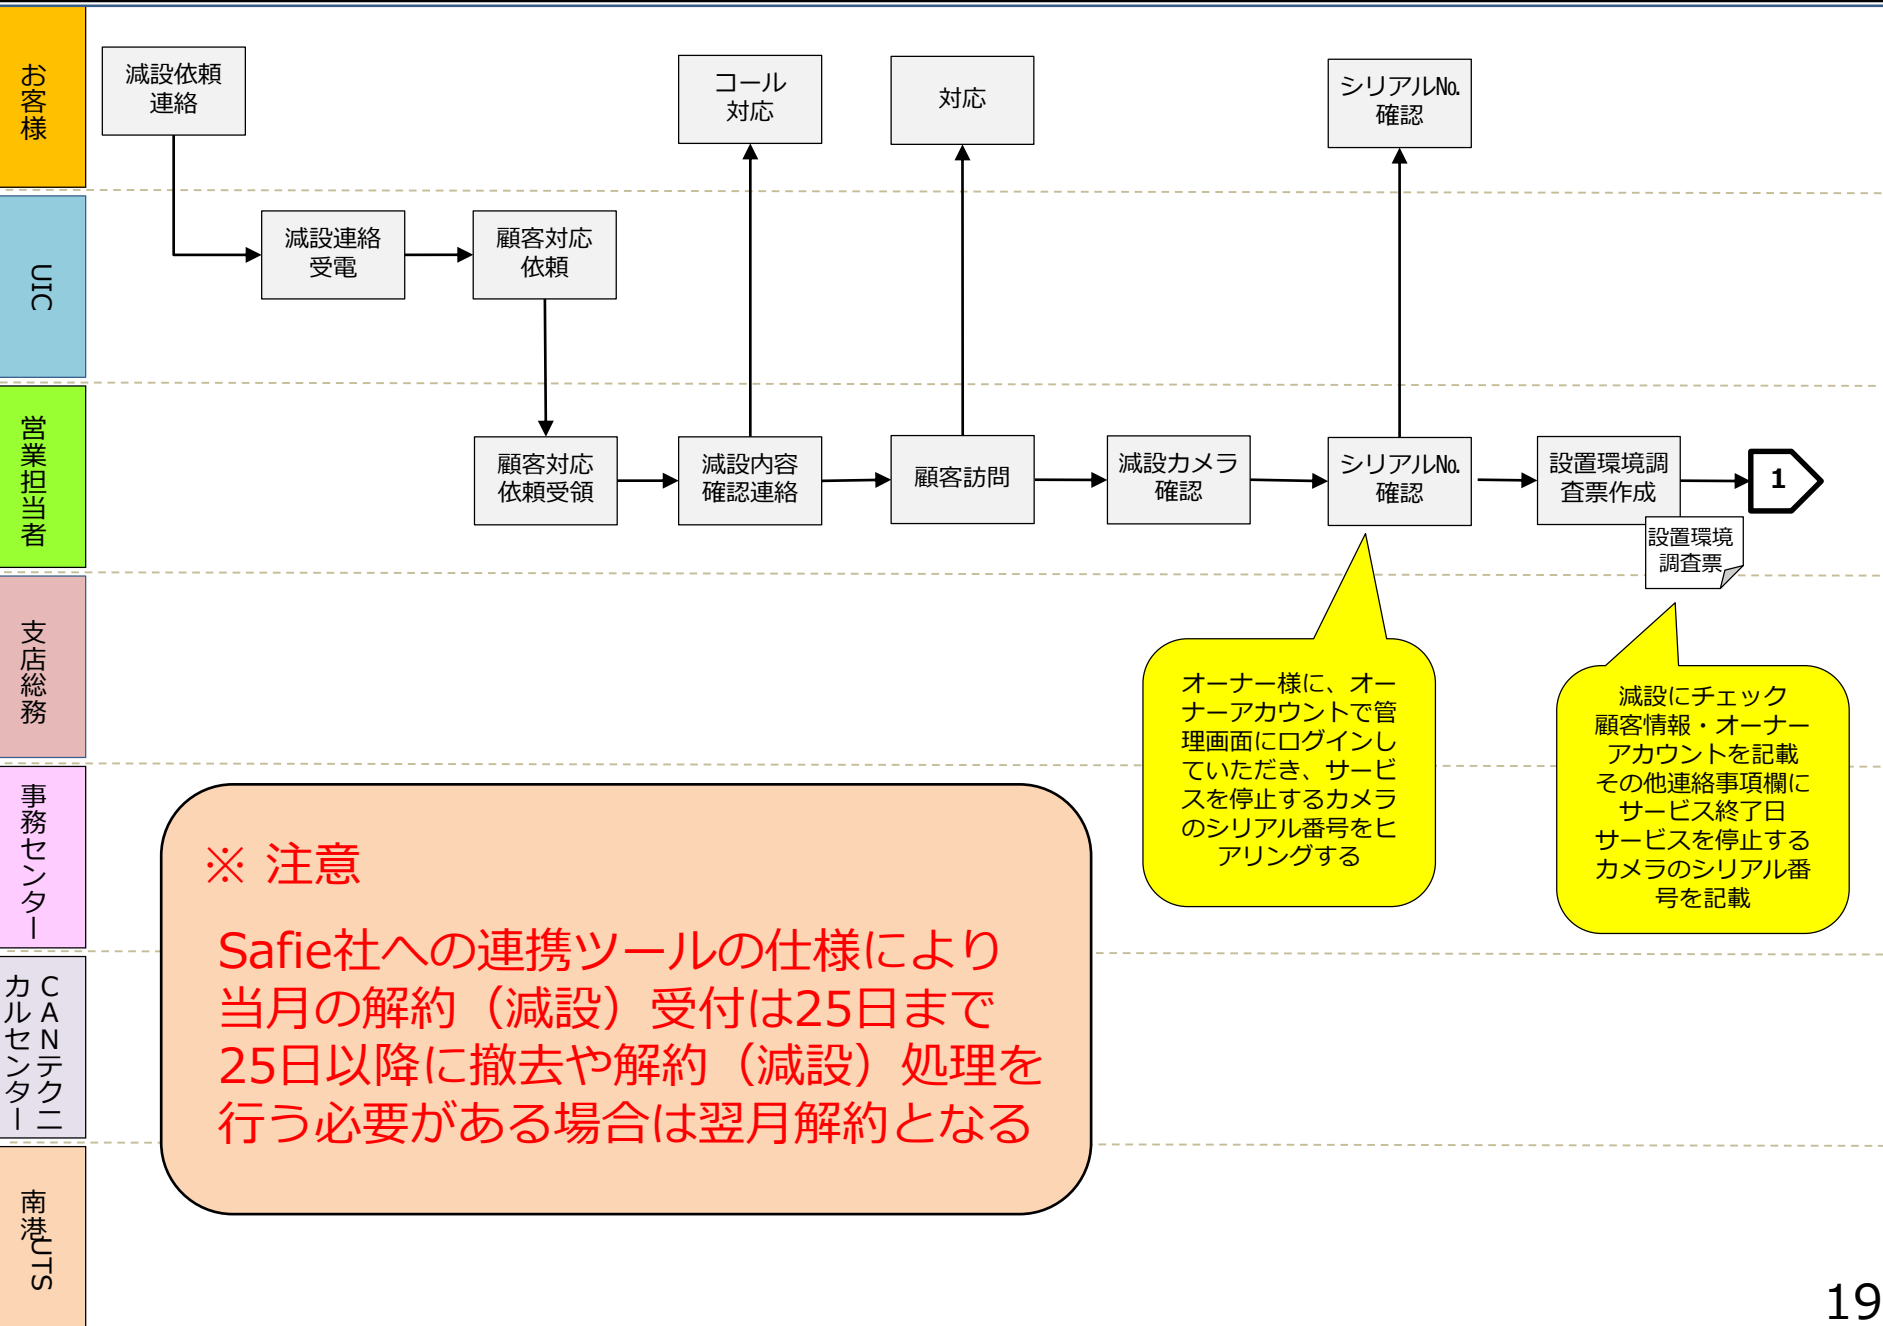 お客様
減設依頼
連絡
コール
対応
対応
シリアル№
確認
UIC
減設連絡
受電
顧客対応
依頼
営業担当者
顧客対応
依頼受領
減設内容
確認連絡
顧客訪問
減設カメラ
確認
シリアル№
確認
設置環境調
査票作成
1
設置環境
調査票
支店総務
オーナー様に、オー
ナーアカウントで管
理画面にログインし
ていただき、サービ
スを停止するカメラ
のシリアル番号をヒ
アリングする
減設にチェック
顧客情報・オーナー
アカウントを記載
その他連絡事項欄に
サービス終了日
サービスを停止する
カメラのシリアル番
号を記載
事務センター
※ 注意
Safie社への連携ツールの仕様により
当月の解約（減設）受付は25日まで
25日以降に撤去や解約（減設）処理を
行う必要がある場合は翌月解約となる
CANテクニ
カルセンター
南港UTS
19